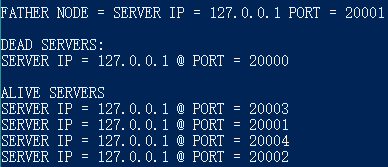 FATHER NODE = SERVER IP = 127.0.0.1 PORT = 20001
DEAD SERVERS:
SERVER IP = 127.0.0.1 @ PORT = 20000
ALIVE SERVERS
SERVER IP = 127.0.0.1 @ PORT = 20003
SERVER IP = 127.0.0.1 @ PORT = 20001
SERVER IP = 127.0.0.1 @ PORT = 20004
SERVER IP = 127.0.0.1 @ PORT = 20002